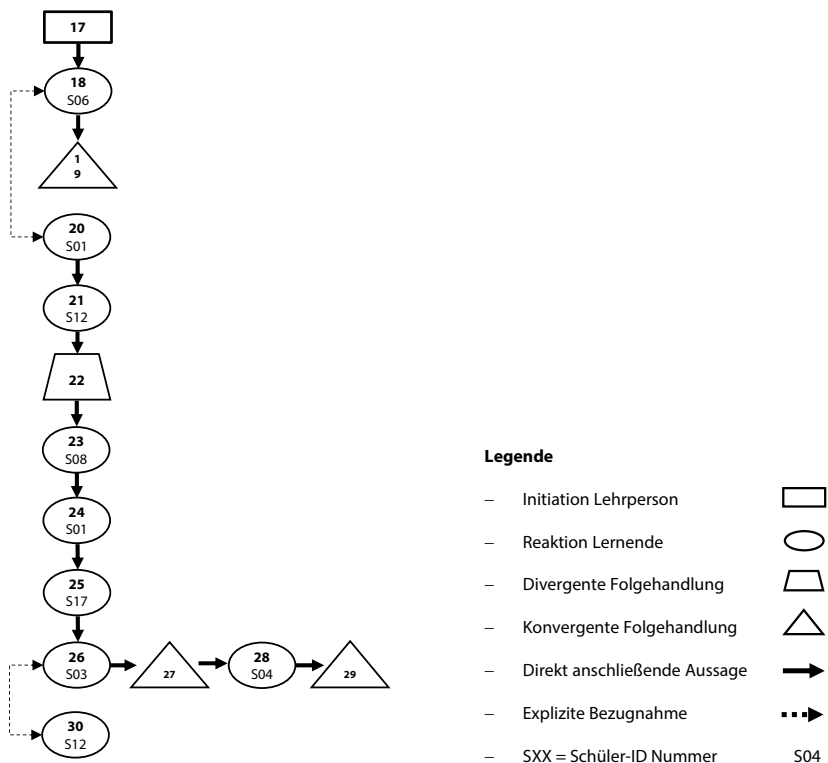 17
18
S06
1
9
20
S01
21
S12
22
23
S08
24
S01
25
S17
26
S03
27
28
S04
29
30
S12
Legende
– Initiation Lehrperson
– Reaktion Lernende
– Divergente Folgehandlung
– Konvergente Folgehandlung
– Direkt anschließende Aussage
– Explizite Bezugnahme
– SXX = Schüler-ID Nummer S04